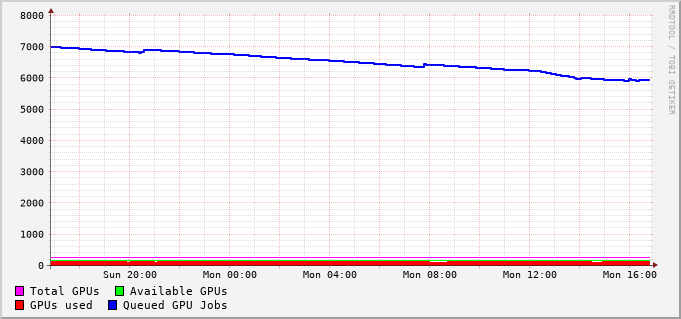 8000
7000
6000
5000
4000
3000
2000
1000
0
Sun 20:00 Mon 00:00 Mon 04:00 Mon 08:00 Mon 12:00 Mon 16:00
Total GPUs Available GPUs
GPUs used Queued GPU Jobs
RRDTOOL / TOBI OETIKER